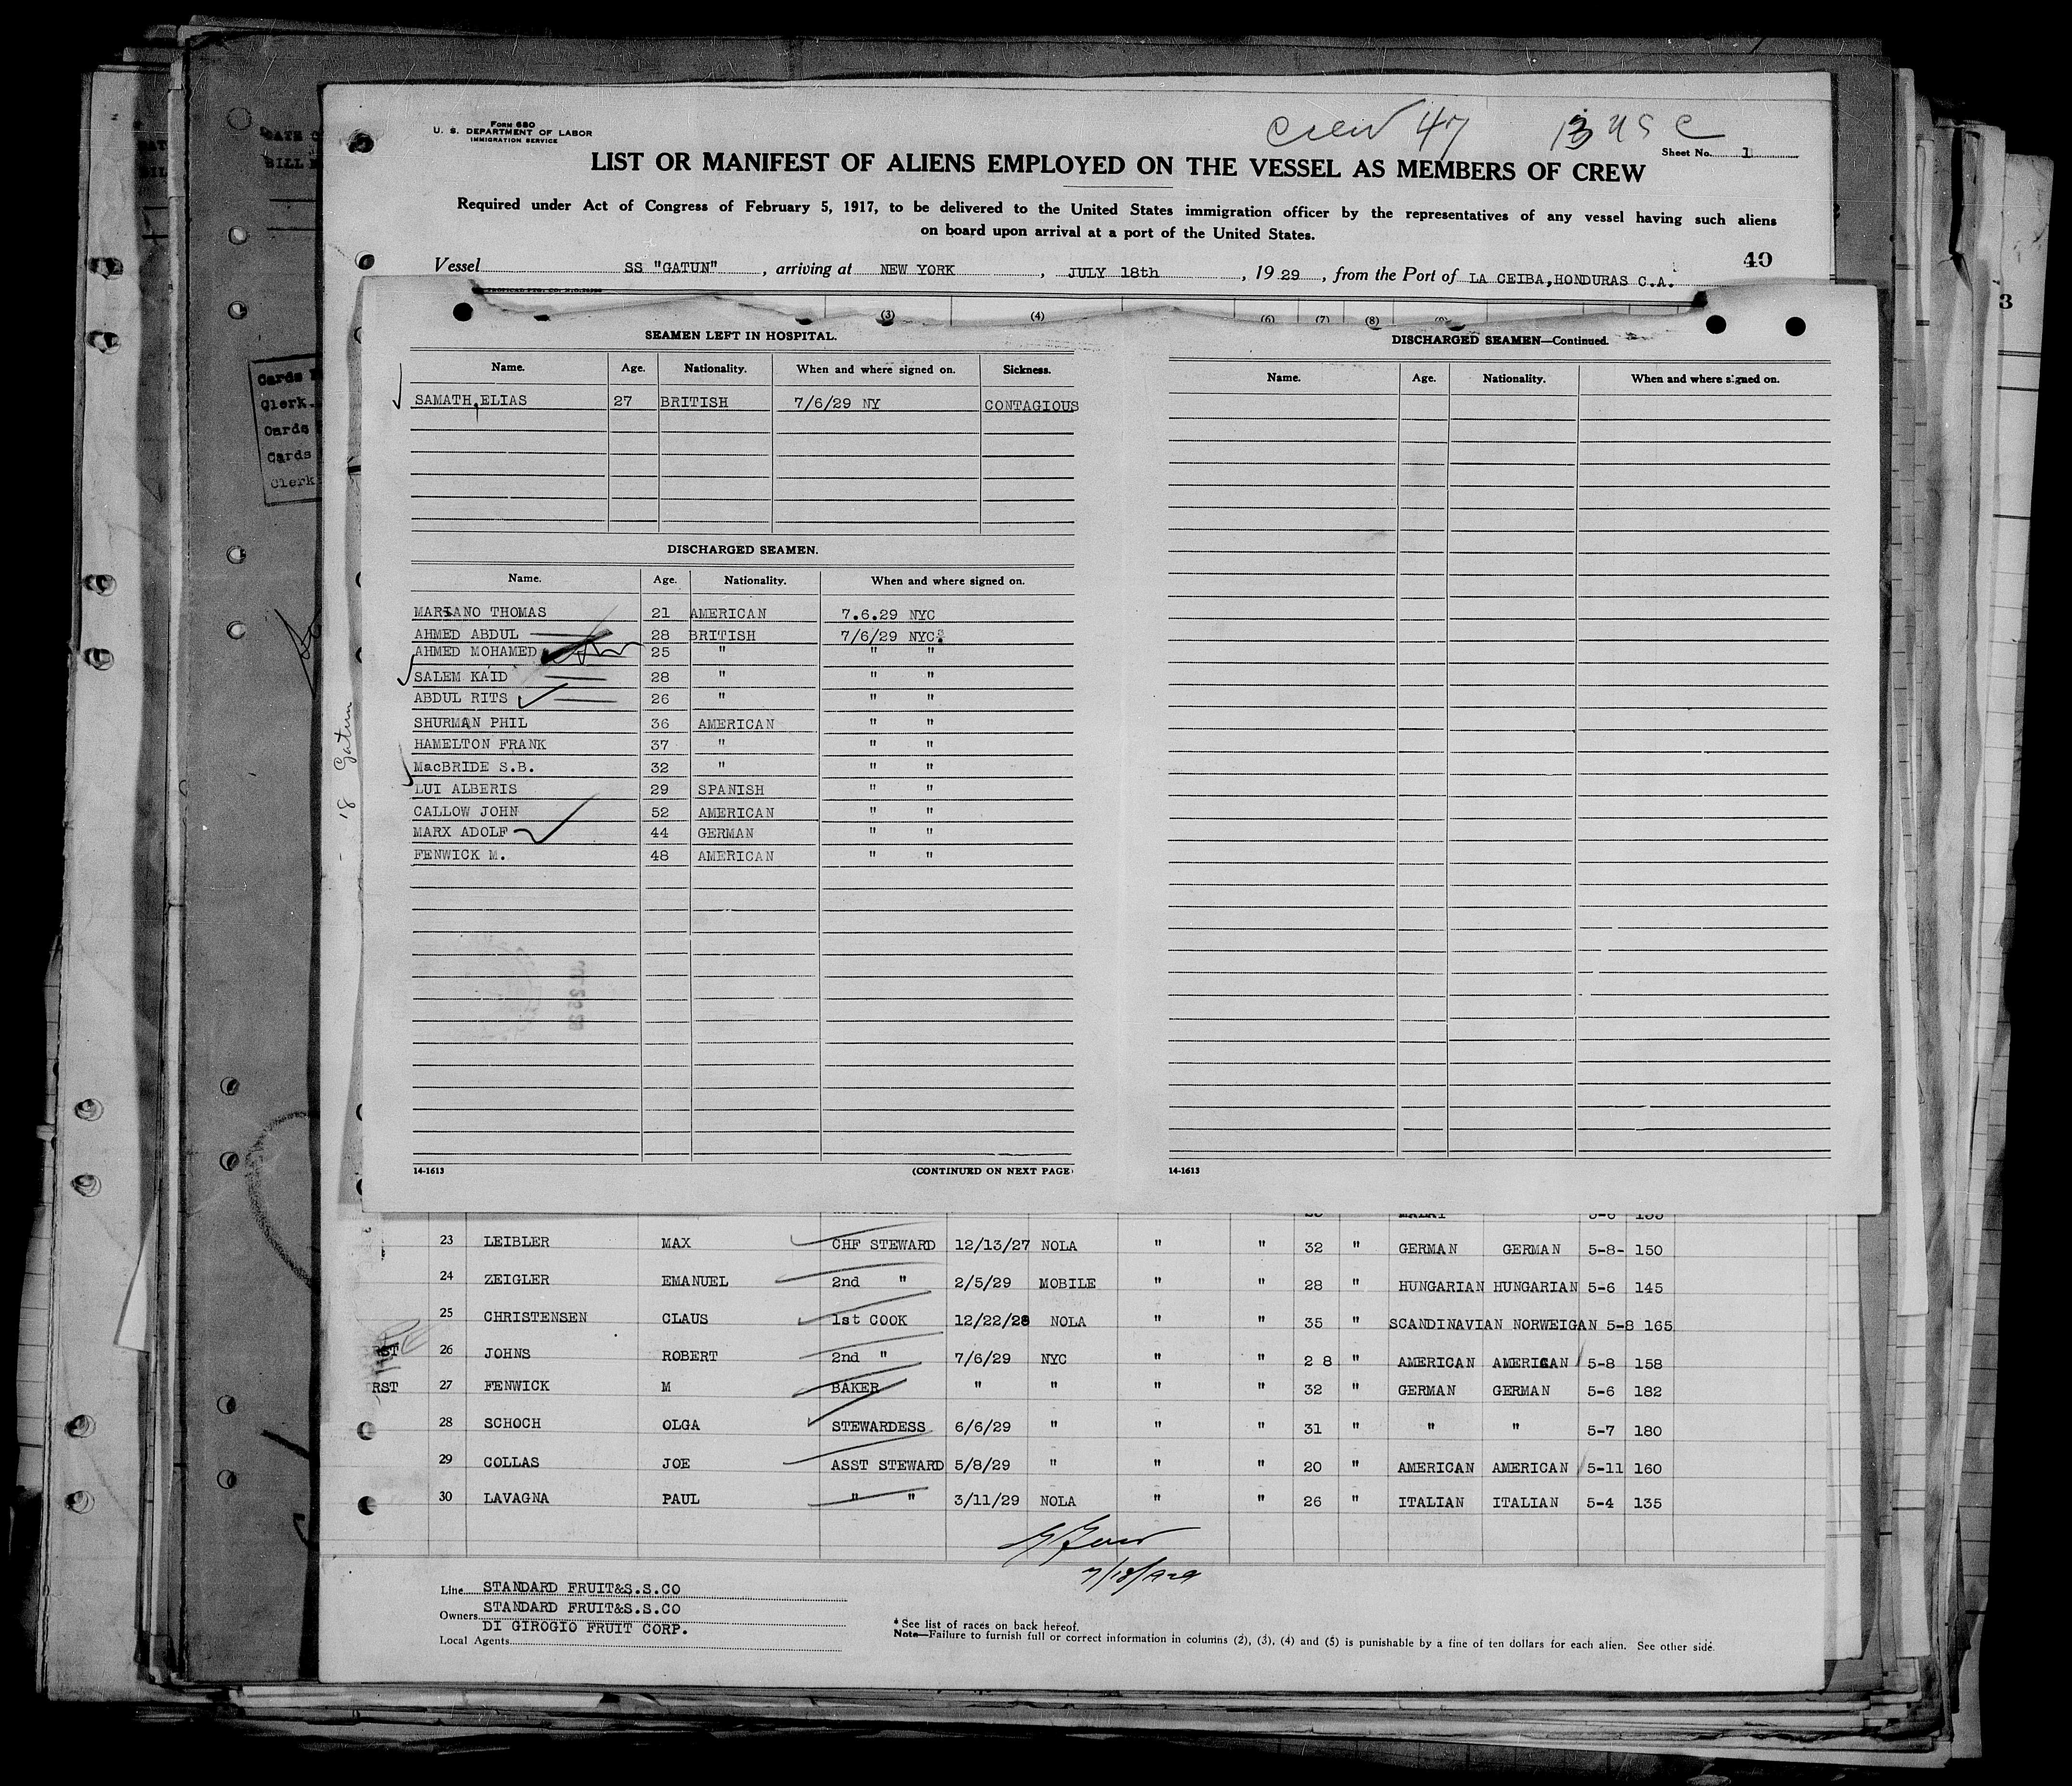 Form 680
U. S. DEPARTMENT OF LABOR
IMMIGRATION SERVICE
Crew 47
Sheet No. 1
LIST OR MANIFEST OF ALIENS EMPLOYED ON THE VESSEL AS MEMBERS OF CREW
Required under Act of Congress of February 5, 1917, to be delivered to the United States immigration officer by the representatives of any vessel having such aliens
on board upon arrival at a port of the United States.
40
Vessel SS "GATUN" , arriving at NEW YORK , JULY 18th , 19 29 , from the Port of LA CEIBA, HONDURAS C.A.
(3) (4) (6) (7) (8)
SEAMEN LEFT IN HOSPITAL.
Name. Age. Nationality. When and where signed on. Sickness.
SAMATH, ELIAS 27 BRITISH 7/6/29 NY CONTAGIOUS
DISCHARGED SEAMEN.
Name. Age. Nationality. When and where signed on.
MARSANO THOMAS 21 AMERICAN 7.6.29 NYC
AHMED ABDUL 28 BRITISH 7/6/29 NYC.
AHMED MOHAMED 25 " " "
SALEM KAID 28 " " "
ABDUL RITS 26 " " "
SHURMAN PHIL 36 AMERICAN " "
HAMELTON FRANK 37 " " "
MacBRIDE S.B. 32 " " "
LUI ALBERIS 29 SPANISH " "
CALLOW JOHN 52 AMERICAN " "
MARX ADOLF 44 GERMAN " "
FENWICK M. 48 AMERICAN " "
14-1613 (CONTINUED ON NEXT PAGE)
DISCHARGED SEAMEN—Continued.
Name. Age. Nationality. When and where signed on.
14-1613
18 Gatun
Cards
Clerk
Cards
Cards
Clerk
3
23 LEIBLER MAX CHF STEWARD 12/13/27 NOLA " " 32 " GERMAN GERMAN 5-8- 150
24 ZEIGLER EMANUEL 2nd " 2/5/29 MOBILE " " 28 " HUNGARIAN HUNGARIAN 5-6 145
25 CHRISTENSEN CLAUS 1st COOK 12/22/28 NOLA " " 35 " SCANDINAVIAN NORWEIGAN 5-8 165
26 JOHNS ROBERT 2nd " 7/6/29 NYC " " 2 8 " AMERICAN AMERICAN 5-8 158
RST 27 FENWICK M BAKER " " " " 32 " GERMAN GERMAN 5-6 182
28 SCHOCH OLGA STEWARDESS 6/6/29 " " " 31 " " " 5-7 180
29 COLLAS JOE ASST STEWARD 5/8/29 " " " 20 " AMERICAN AMERICAN 5-11 160
30 LAVAGNA PAUL " " 3/11/29 NOLA " " 26 " ITALIAN ITALIAN 5-4 135
7/18/1929
Line STANDARD FRUIT&S.S.CO
Owners STANDARD FRUIT&S.S.CO
DI GIROGIO FRUIT CORP.
Local Agents
* See list of races on back hereof.
Note—Failure to furnish full or correct information in columns (2), (3), (4) and (5) is punishable by a fine of ten dollars for each alien. See other side.